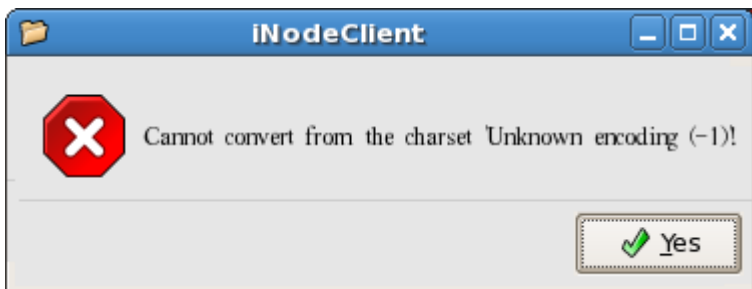 iNodeClient
Cannot convert from the charset 'Unknown encoding (-1)'!
Yes